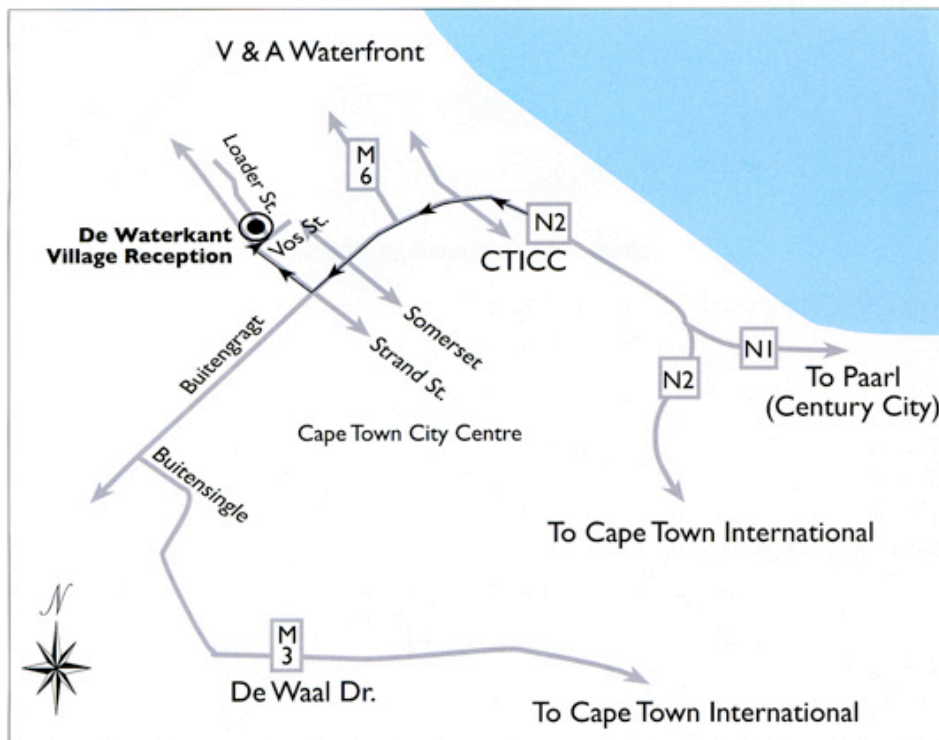 V & A Waterfront
Loader St.
M
6
De Waterkant
Village Reception
Vos St.
N2
CTICC
Somerset
Strand St.
Buitengragt
N1
N2
To Paarl
(Century City)
Cape Town City Centre
Buitensingle
To Cape Town International
N
M
3
De Waal Dr.
To Cape Town International